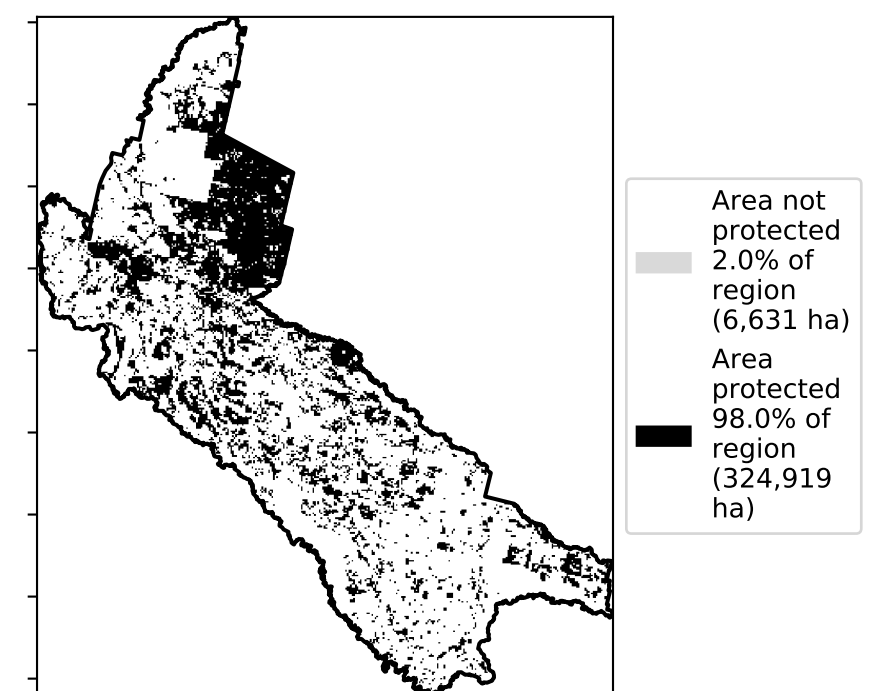 Area not
protected
2.0% of
region
(6,631 ha)
Area
protected
98.0% of
region
(324,919
ha)